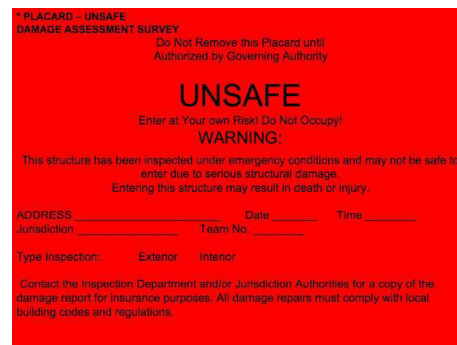 * PLACARD – UNSAFE
DAMAGE ASSESSMENT SURVEY
Do Not Remove this Placard until
Authorized by Governing Authority
UNSAFE
Enter at Your own Risk! Do Not Occupy!
WARNING:
This structure has been inspected under emergency conditions and may not be safe to
enter due to serious structural damage.
Entering this structure may result in death or injury.
ADDRESS ________________________ Date _______ Time ________
Jurisdiction _________________ Team No. ________
Type Inspection: Exterior Interior
Contact the Inspection Department and/or Jurisdiction Authorities for a copy of the
damage report for insurance purposes. All damage repairs must comply with local
building codes and regulations.